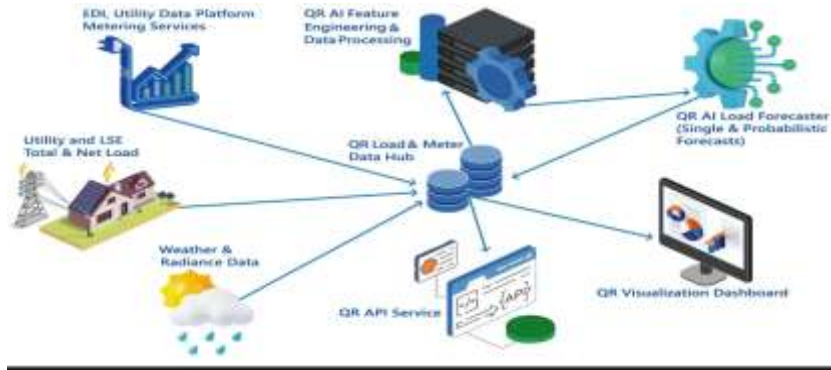 EDI, Utility Data Platform
Metering Services
QR AI Feature
Engineering &
Data Processing
QR AI Load Forecaster
(Single & Probabilistic
Forecasts)
Utility and LSE
Total & Net Load
QR Load & Meter
Data Hub
Weather &
Radiance Data
QR API Service
</>
{API}
QR Visualization Dashboard